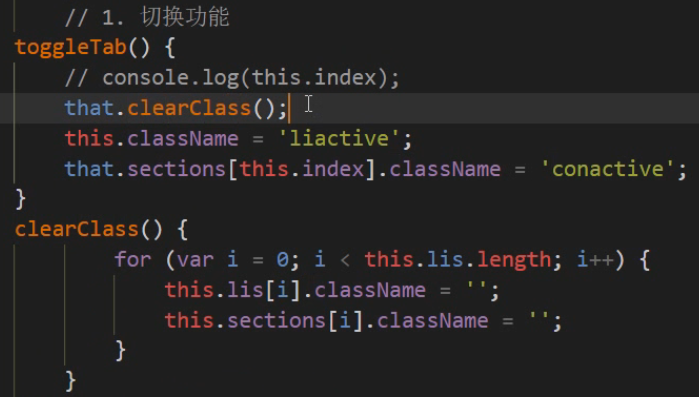 // 1. 切换功能
toggleTab() {
// console.log(this.index);
that.clearClass();
this.className = 'liactive';
that.sections[this.index].className = 'conactive';
}
clearClass() {
for (var i = 0; i < this.lis.length; i++) {
this.lis[i].className = '';
this.sections[i].className = '';
}
}